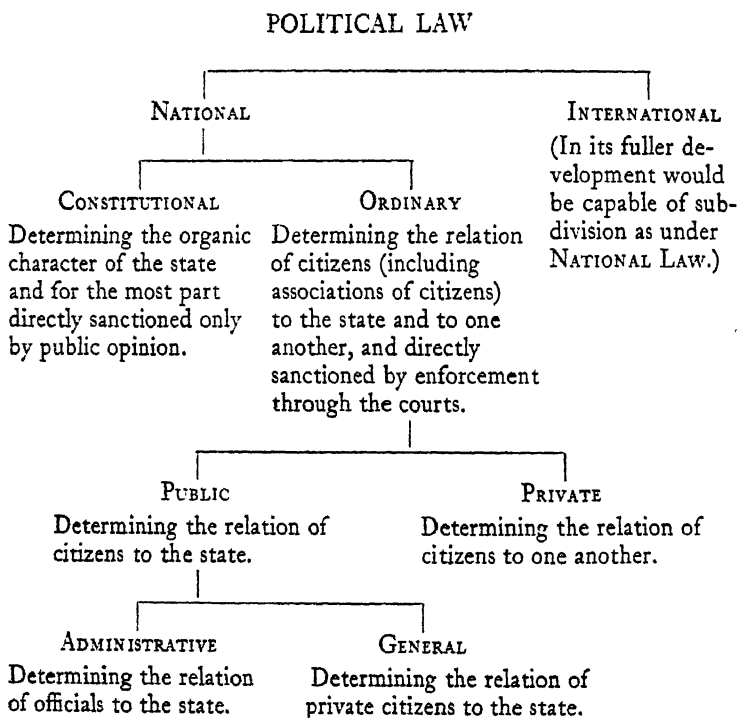 POLITICAL LAW
NATIONAL
INTERNATIONAL
(In its fuller de-
velopment would
be capable of sub-
division as under
NATIONAL LAW.)
CONSTITUTIONAL
Determining the organic
character of the state
and for the most part
directly sanctioned only
by public opinion.
ORDINARY
Determining the relation
of citizens (including
associations of citizens)
to the state and to one
another, and directly
sanctioned by enforcement
through the courts.
PUBLIC
Determining the relation of
citizens to the state.
PRIVATE
Determining the relation of
citizens to one another.
ADMINISTRATIVE
Determining the relation
of officials to the state.
GENERAL
Determining the relation of
private citizens to the state.